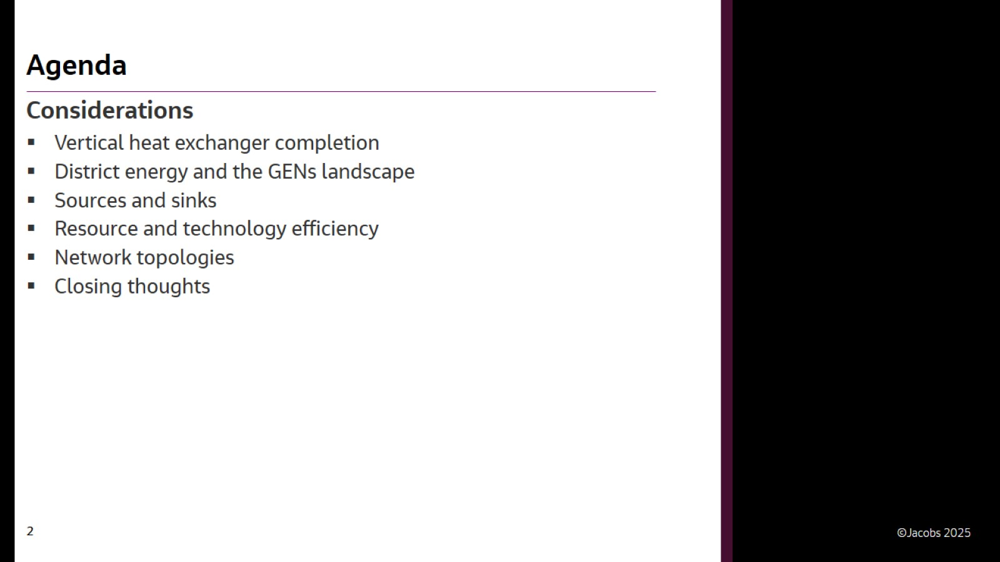 Agenda
Considerations
▪ Vertical heat exchanger completion
▪ District energy and the GENs landscape
▪ Sources and sinks
▪ Resource and technology efficiency
▪ Network topologies
▪ Closing thoughts
2
©Jacobs 2025